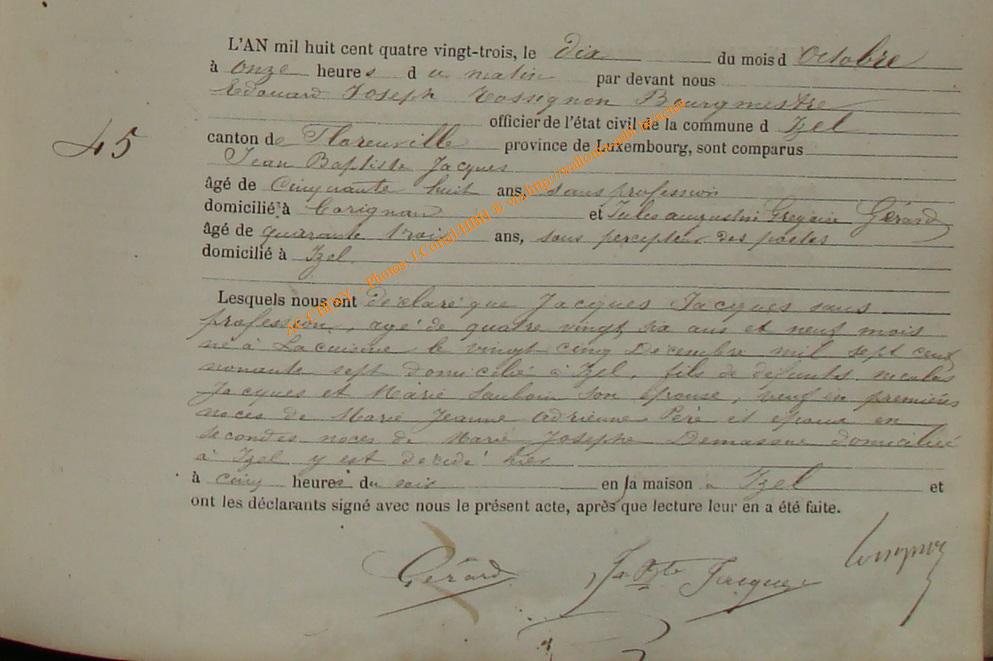 L'AN mil huit cent quatre vingt-trois, le dix du mois d octobre
à onze heures d u matin par devant nous
Edouard Joseph Rossignon Bourgmestre
officier de l'état civil de la commune d Izel
45
canton de Florenville province de Luxembourg, sont comparus
Jean Baptiste Jacques
âgé de Cinquante huit ans, sans profession
domicilié à Carignan et Jules augustin Grégoire Gérard
âgé de quarante trois ans, sous percepteur des postes
domicilié à Izel
Lesquels nous ont déclaré que Jacques Jacques sans
profession, agé de quatre vingt six ans et neuf mois
né à Lacuisine le vingt cinq Décembre mil sept cent
nonante sept domicilié à Izel, fils de défunts nicolas
Jacques et Marie son épouse, veuf en premières
noces de Marie Jeanne Adrienne Péré et époux en
secondes noces de Marie Josephe domiciliée
à Izel y est décédé hier
à cinq heures du soir en sa maison à Izel et
ont les déclarants signé avec nous le présent acte, après que lecture leur en a été faite.
Gérard Jn Bte Jacques